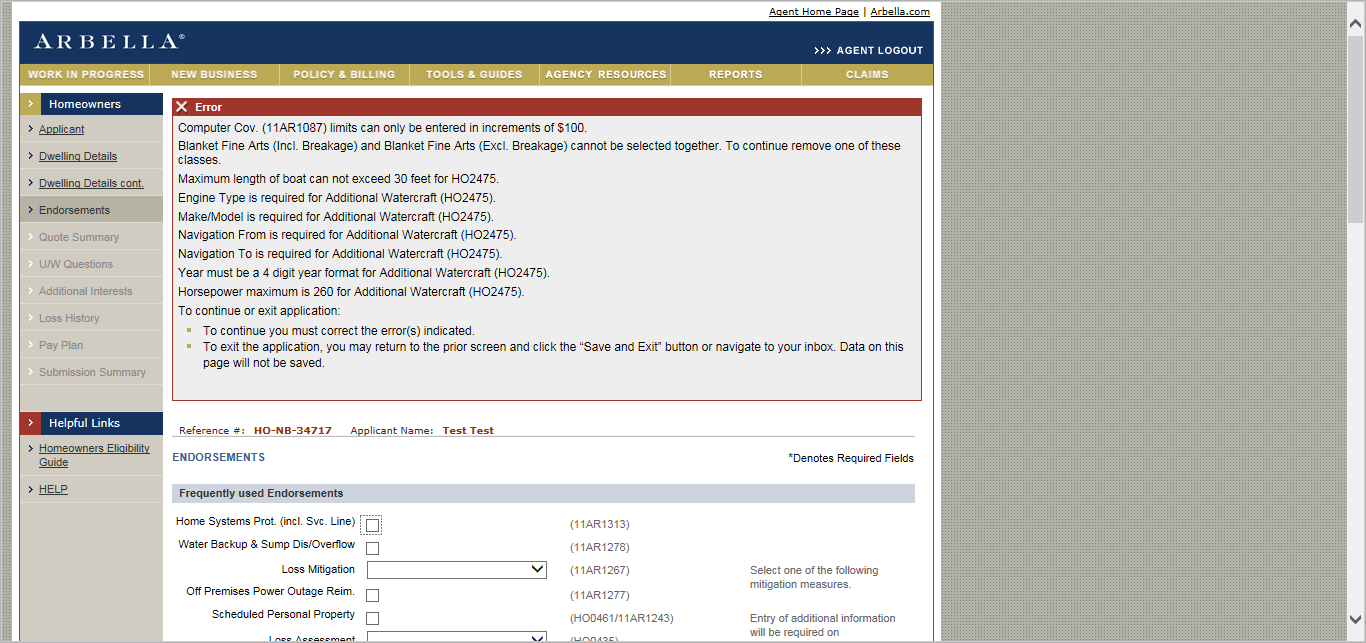 Agent Home Page | Arbella.com
ARBELLA®
>>> AGENT LOGOUT
WORK IN PROGRESS NEW BUSINESS POLICY & BILLING TOOLS & GUIDES AGENCY RESOURCES REPORTS CLAIMS
Homeowners
Applicant
Dwelling Details
Dwelling Details cont.
Endorsements
Quote Summary
U/W Questions
Additional Interests
Loss History
Pay Plan
Submission Summary
Helpful Links
Homeowners Eligibility
Guide
HELP
Error
Computer Cov. (11AR1087) limits can only be entered in increments of $100.
Blanket Fine Arts (Incl. Breakage) and Blanket Fine Arts (Excl. Breakage) cannot be selected together. To continue remove one of these
classes.
Maximum length of boat can not exceed 30 feet for HO2475.
Engine Type is required for Additional Watercraft (HO2475).
Make/Model is required for Additional Watercraft (HO2475).
Navigation From is required for Additional Watercraft (HO2475).
Navigation To is required for Additional Watercraft (HO2475).
Year must be a 4 digit year format for Additional Watercraft (HO2475).
Horsepower maximum is 260 for Additional Watercraft (HO2475).
To continue or exit application:
To continue you must correct the error(s) indicated.
To exit the application, you may return to the prior screen and click the “Save and Exit” button or navigate to your inbox. Data on this
page will not be saved.
Reference #: HO-NB-34717 Applicant Name: Test Test
ENDORSEMENTS *Denotes Required Fields
Frequently used Endorsements
Home Systems Prot. (incl. Svc. Line) (11AR1313)
Water Backup & Sump Dis/Overflow (11AR1278)
Loss Mitigation (11AR1267) Select one of the following
mitigation measures.
Off Premises Power Outage Reim. (11AR1277)
Scheduled Personal Property (HO0461/11AR1243) Entry of additional information
will be required on
Loss Assessment (HO0435)